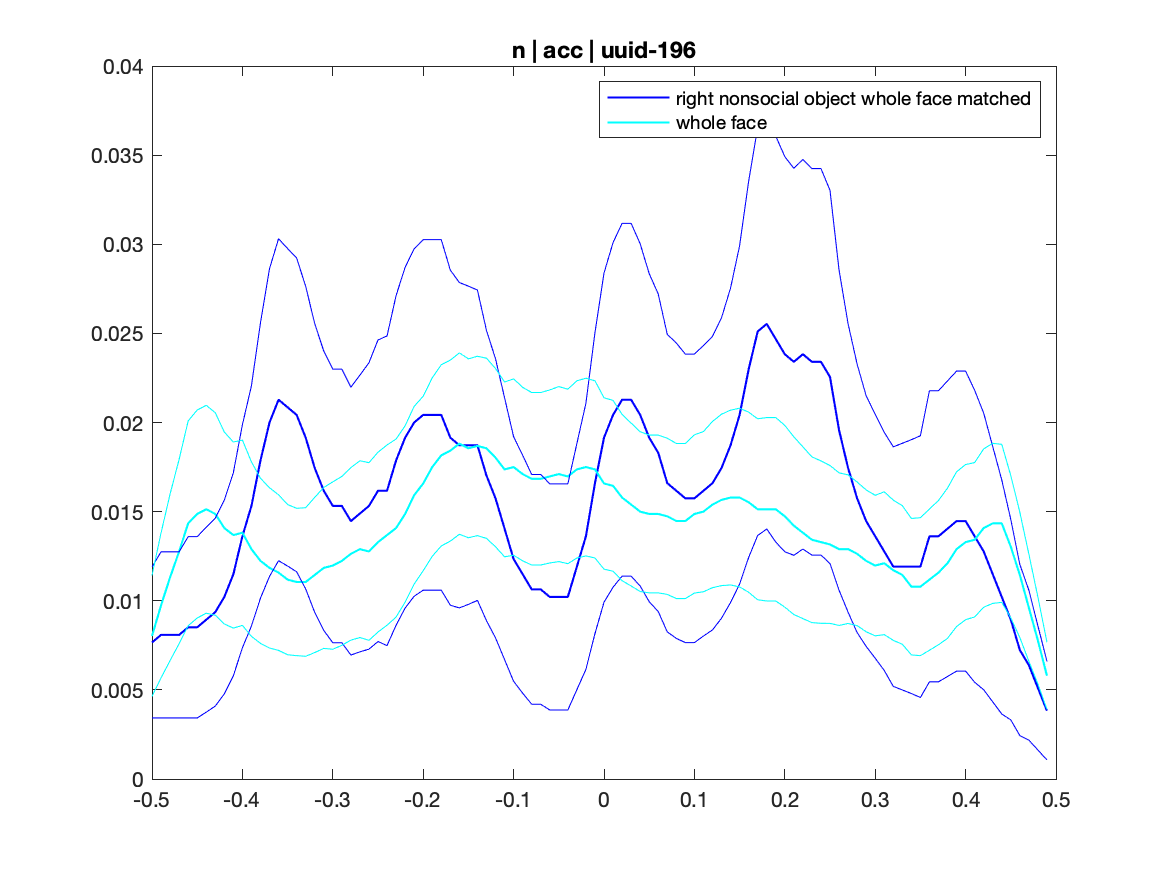 n | acc | uuid-196
right nonsocial object whole face matched
whole face
0.04
0.035
0.03
0.025
0.02
0.015
0.01
0.005
0
-0.5 -0.4 -0.3 -0.2 -0.1 0 0.1 0.2 0.3 0.4 0.5